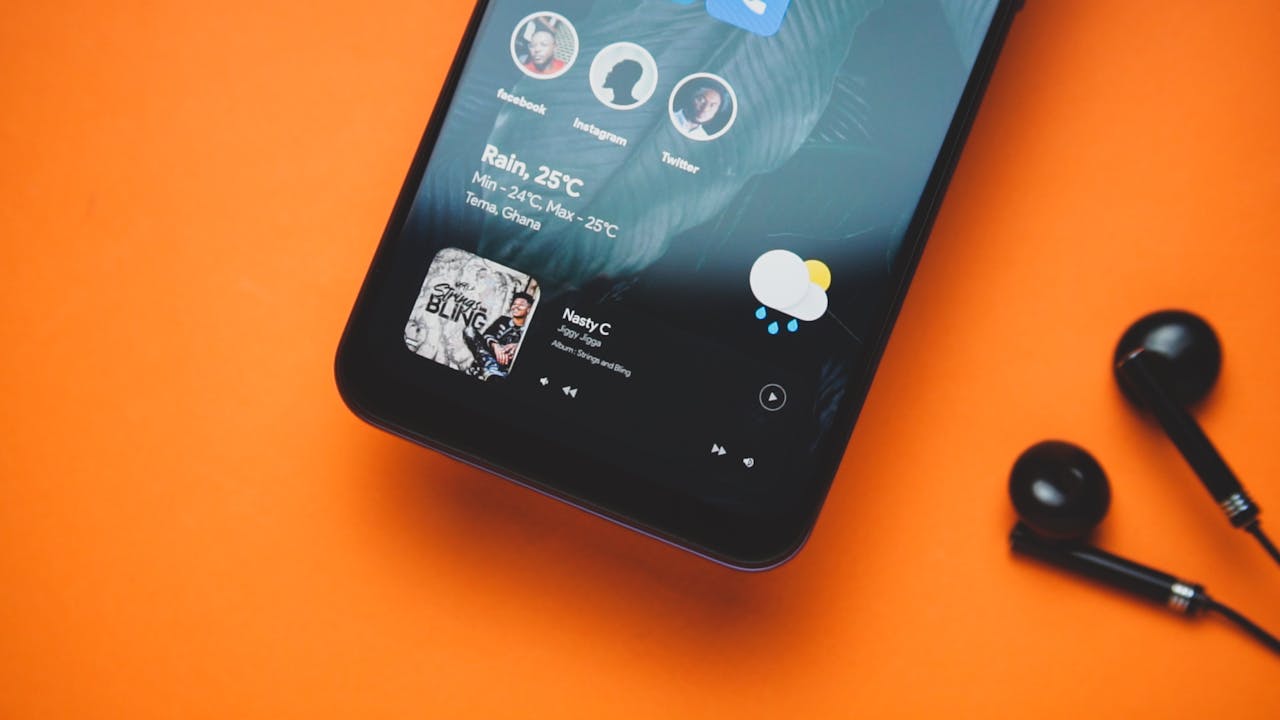 facebook
Instagram
Twitter
Rain, 25°C
Min - 24°C, Max - 25°C
Tema, Ghana
Strings
BLING
Nasty C
Jiggy Jigga
Album : Strings and Bling